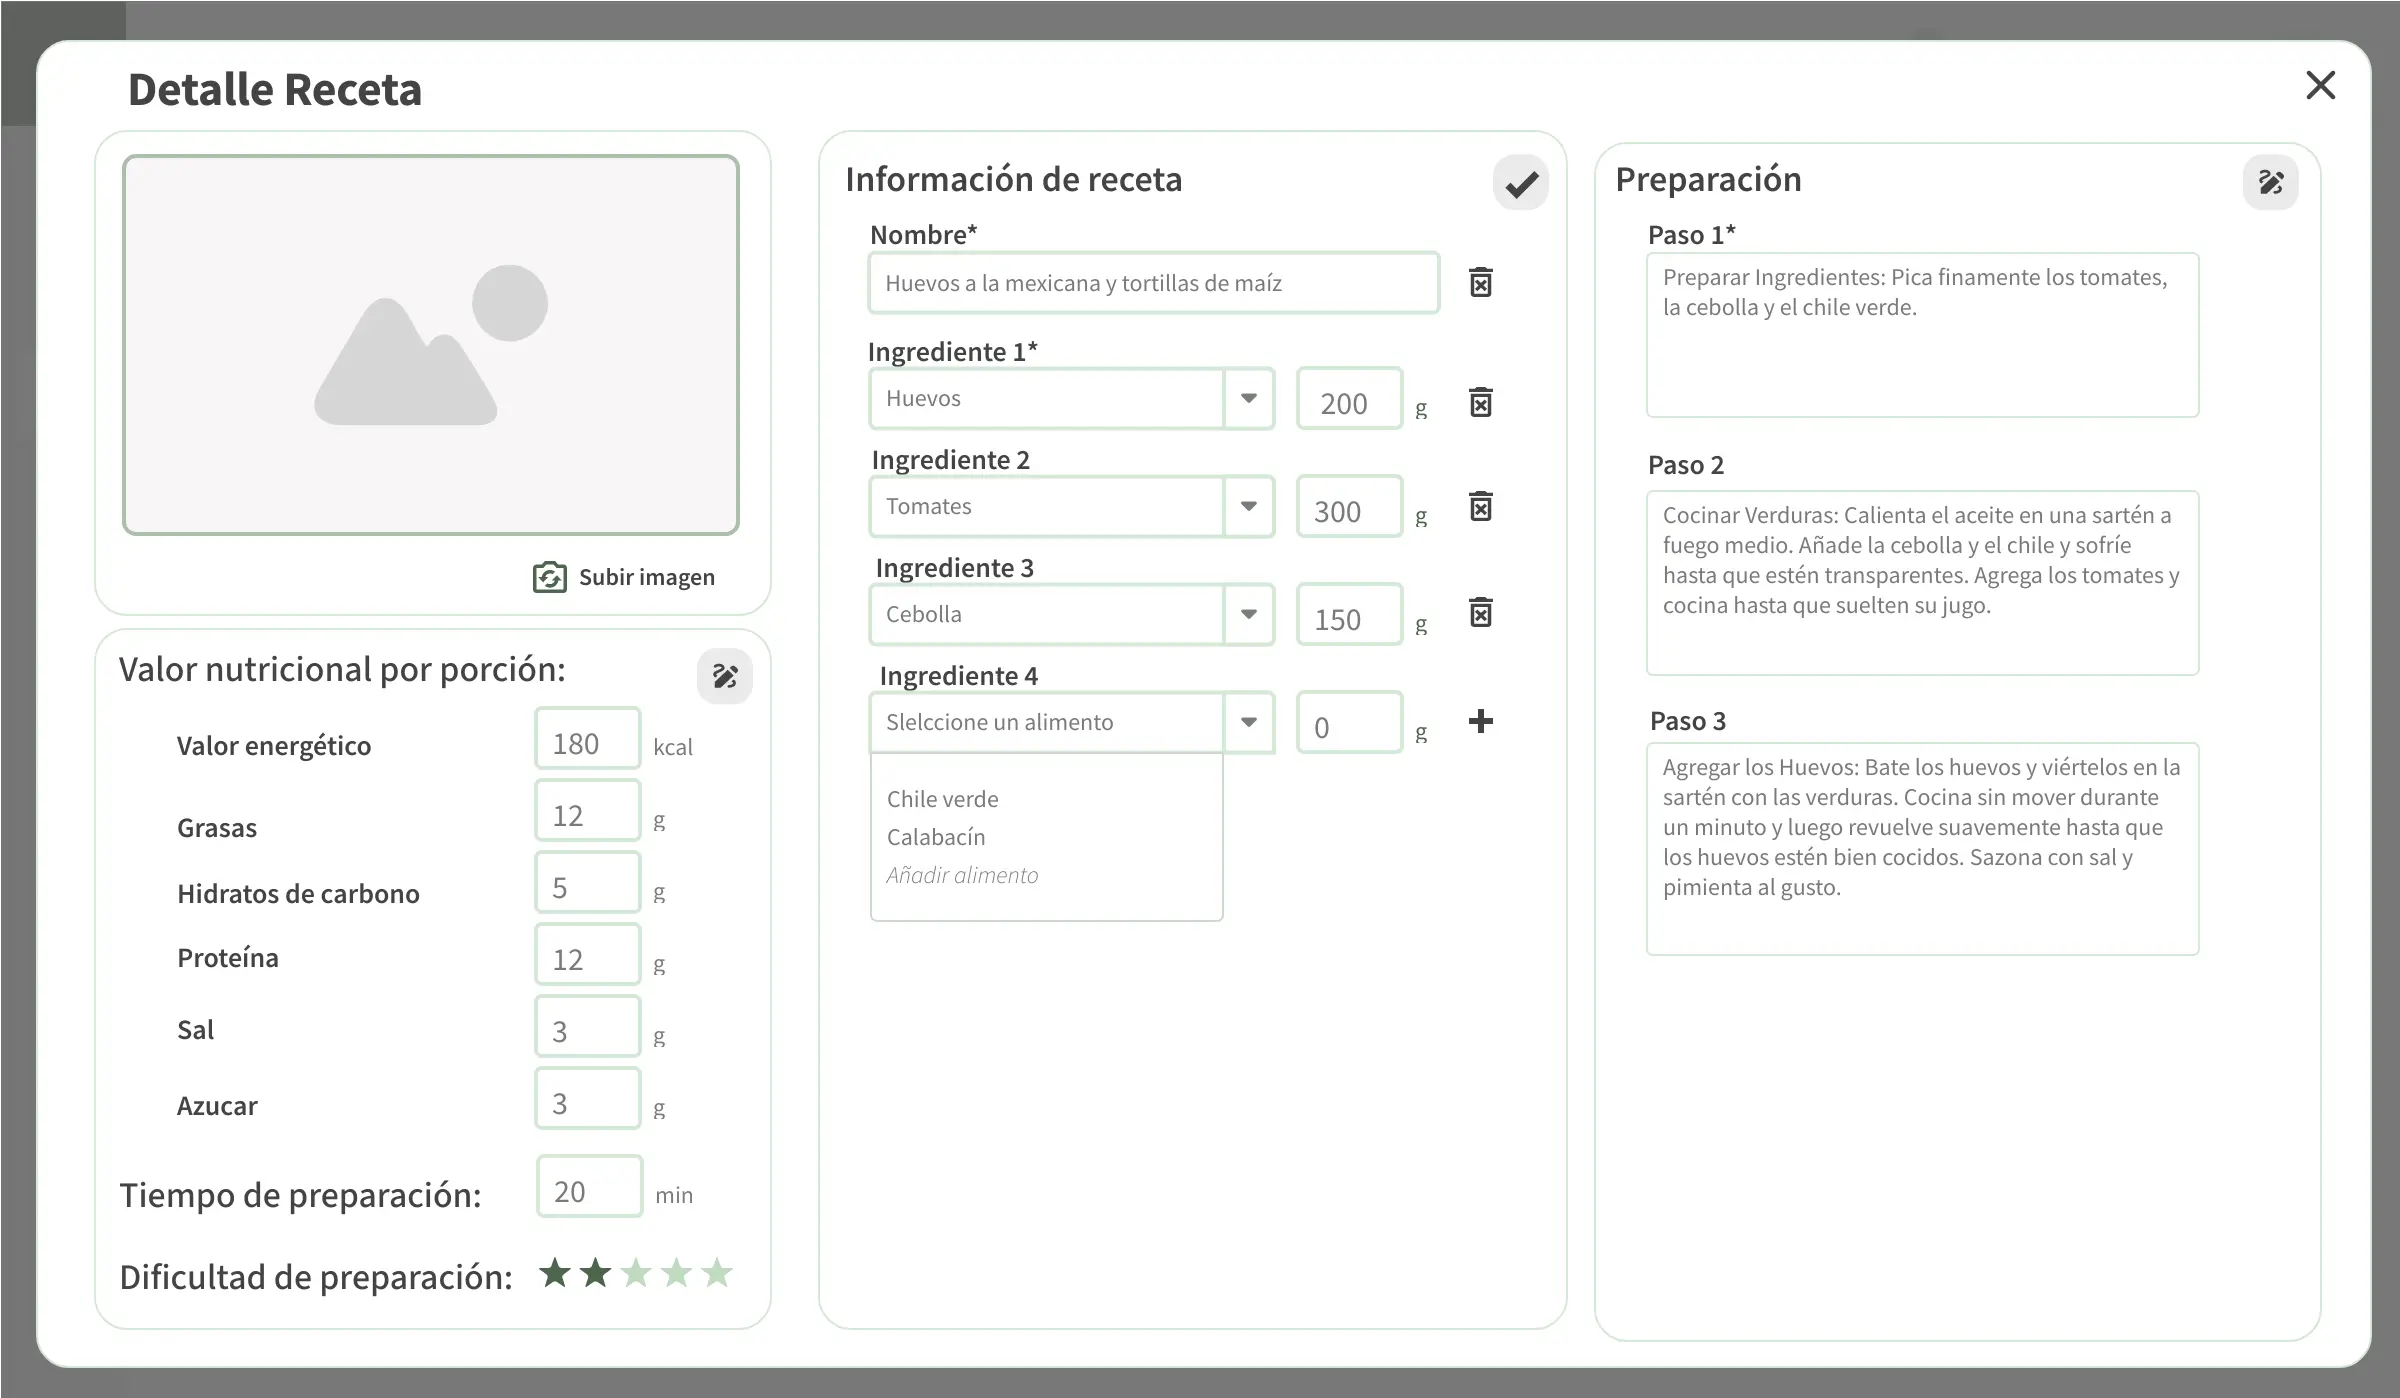 Detalle Receta
Subir imagen
Valor nutricional por porción:
Valor energético
180
kcal
Grasas
12
g
Hidratos de carbono
5
g
Proteína
12
g
Sal
3
g
Azucar
3
g
Tiempo de preparación:
20
min
Dificultad de preparación:
Información de receta
Nombre*
Huevos a la mexicana y tortillas de maíz
Ingrediente 1*
Huevos
200
g
Ingrediente 2
Tomates
300
g
Ingrediente 3
Cebolla
150
g
Ingrediente 4
Slelccione un alimento
0
g
Chile verde
Calabacín
Añadir alimento
Preparación
Paso 1*
Preparar Ingredientes: Pica finamente los tomates,
la cebolla y el chile verde.
Paso 2
Cocinar Verduras: Calienta el aceite en una sartén a
fuego medio. Añade la cebolla y el chile y sofríe
hasta que estén transparentes. Agrega los tomates y
cocina hasta que suelten su jugo.
Paso 3
Agregar los Huevos: Bate los huevos y viértelos en la
sartén con las verduras. Cocina sin mover durante
un minuto y luego revuelve suavemente hasta que
los huevos estén bien cocidos. Sazona con sal y
pimienta al gusto.